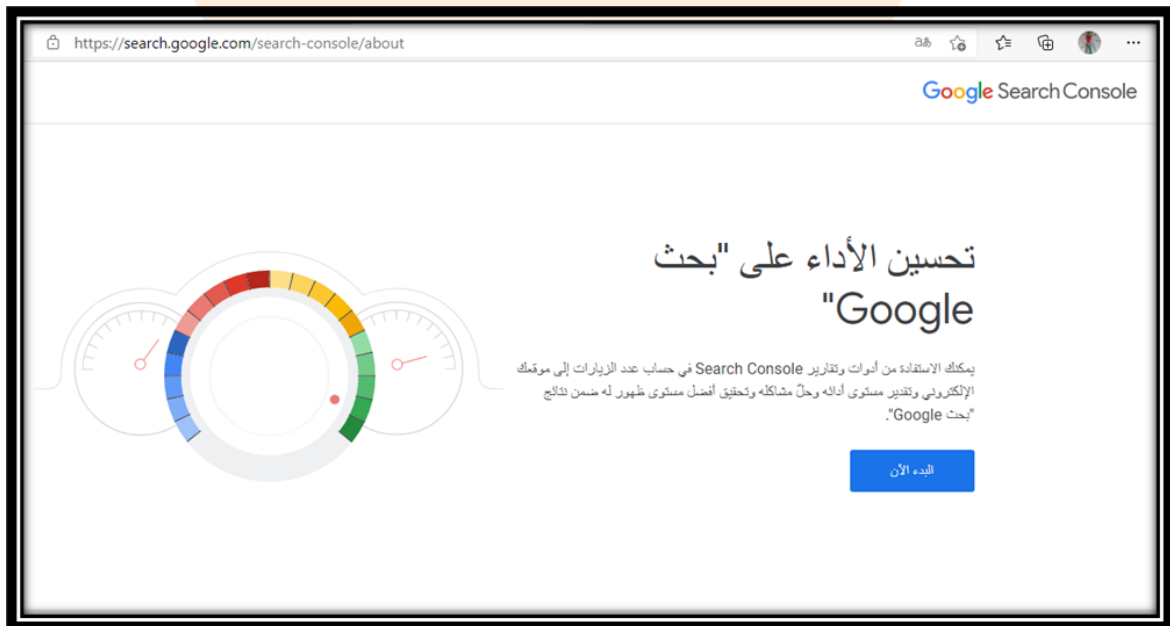 https://search.google.com/search-console/about
Google Search Console
تحسين الأداء على "بحث
Google"
يمكنك الاستفادة من أدوات وتقارير Search Console في حساب عدد الزيارات إلى موقعك
الإلكتروني وتقدير مستوى أدائه وحلّ مشاكله وتحقيق أفضل مستوى ظهور له ضمن نتائج
"بحث Google".
البدء الآن